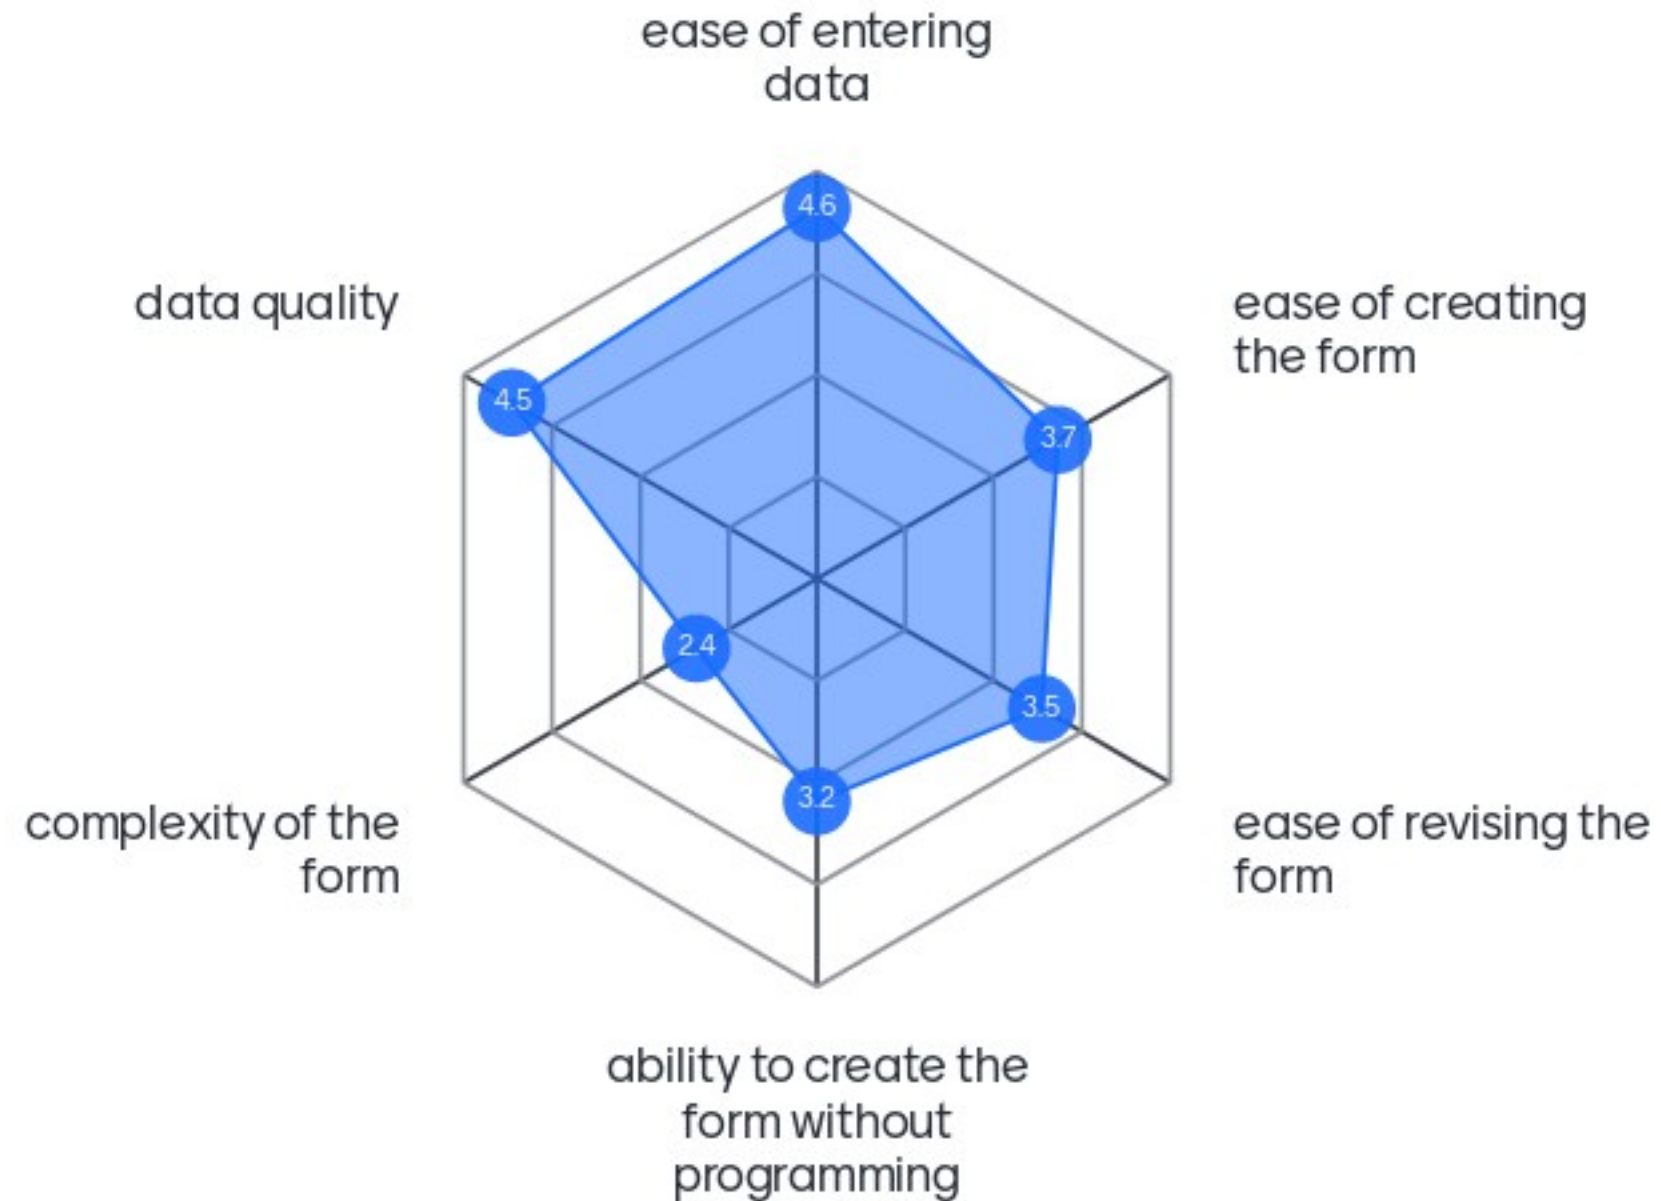 ease of entering
data
4.6
data quality
ease of creating
the form
4.5
3.7
2.4
3.5
3.2
complexity of the
form
ease of revising the
form
ability to create the
form without
programming